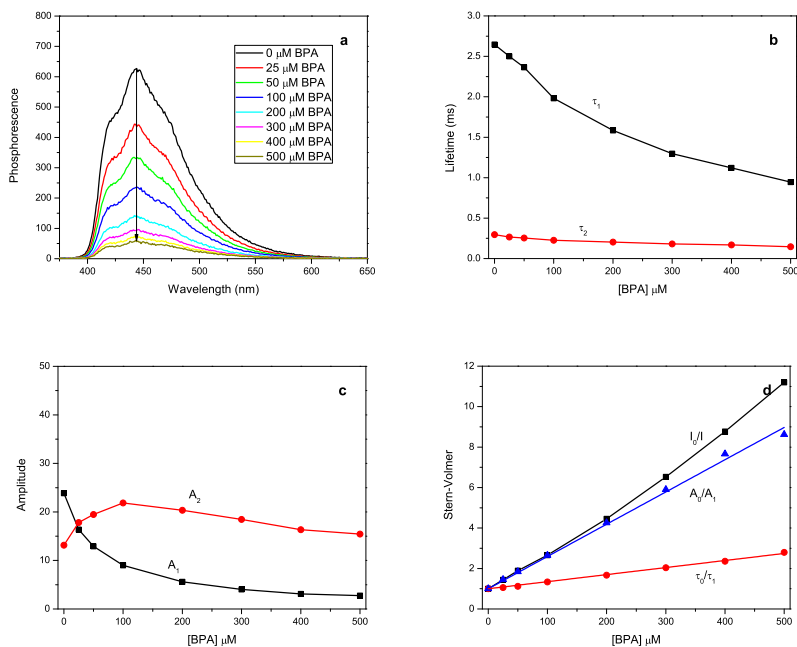 800
700
600
500
400
300
200
100
0
400 450 500 550 600 650
Wavelength (nm)
Phosphorescence
a
0 μM BPA
25 μM BPA
50 μM BPA
100 μM BPA
200 μM BPA
300 μM BPA
400 μM BPA
500 μM BPA
3.0
2.5
2.0
1.5
1.0
0.5
0.0
0 100 200 300 400 500
[BPA] μM
Lifetime (ms)
b
τ1
τ2
50
40
30
20
10
0
0 100 200 300 400 500
[BPA] μM
Amplitude
c
A2
A1
12
10
8
6
4
2
0
0 100 200 300 400 500
[BPA] μM
Stern-Volmer
d
I0/I
A0/A1
τ0/τ1